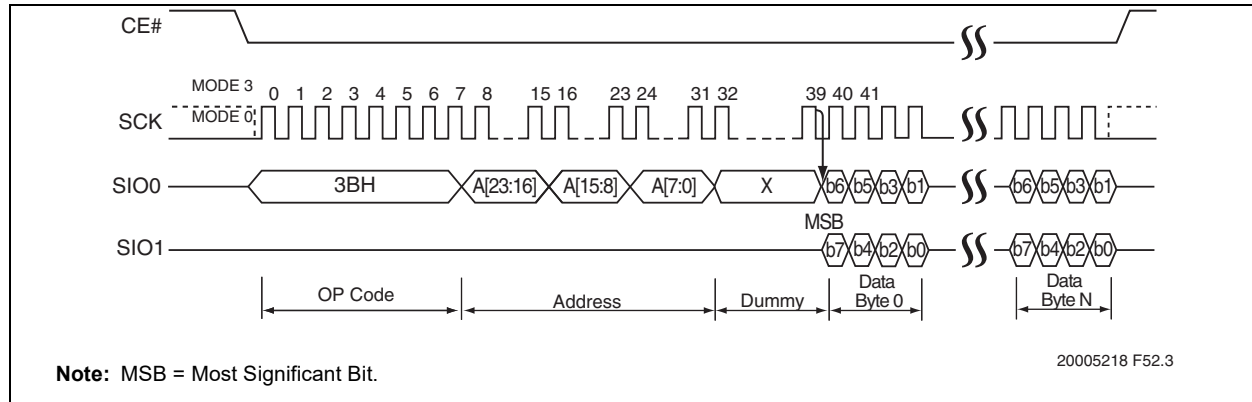 CE#
MODE 3
MODE 0
SCK
0 1 2 3 4 5 6 7 8 15 16 23 24 31 32 39 40 41
SIO0
3BH A[23:16] A[15:8] A[7:0] X b6 b5 b3 b1 b6 b5 b3 b1
MSB
SIO1
b7 b4 b2 b0 b7 b4 b2 b0
OP Code
Address
Dummy
Data
Byte 0
Data
Byte N
20005218 F52.3
Note: MSB = Most Significant Bit.